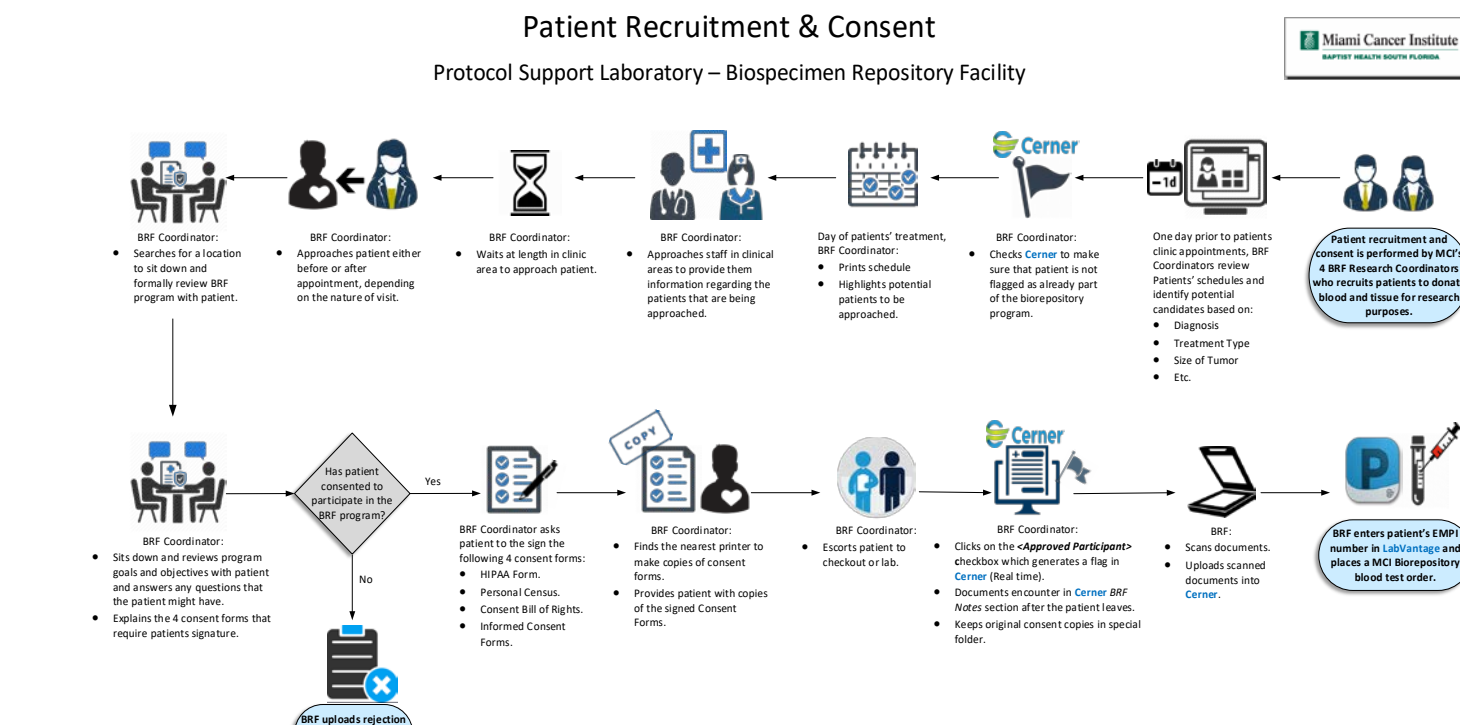 Patient Recruitment & Consent
Protocol Support Laboratory – Biospecimen Repository Facility
Miami Cancer Institute
BAPTIST HEALTH SOUTH FLORIDA
Patient recruitment and
consent is performed by MCI's
4 BRF Research Coordinators
who recruits patients to donat
blood and tissue for research
purposes.
- 1d
One day prior to patients
clinic appointments, BRF
Coordinators review
Patients' schedules and
identify potential
candidates based on:
● Diagnosis
● Treatment Type
● Size of Tumor
● Etc.
Cerner
BRF Coordinator:
● Checks Cerner to make
sure that patient is not
flagged as already part
of the biorepository
program.
Day of patients' treatment,
BRF Coordinator:
● Prints schedule
● Highlights potential
patients to be
approached.
BRF Coordinator:
● Approaches staff in clinical
areas to provide them
information regarding the
patients that are being
approached.
BRF Coordinator:
● Waits at length in clinic
area to approach patient.
BRF Coordinator:
● Approaches patient either
before or after
appointment, depending
on the nature of visit.
BRF Coordinator:
● Searches for a location
to sit down and
formally review BRF
program with patient.
BRF Coordinator:
● Sits down and reviews program
goals and objectives with patient
and answers any questions that
the patient might have.
● Explains the 4 consent forms that
require patients signature.
Has patient
consented to
participate in the
BRF program?
Yes
No
BRF uploads rejection
BRF Coordinator asks
patient to the sign the
following 4 consent forms:
● HIPAA Form.
● Personal Census.
● Consent Bill of Rights.
● Informed Consent
Forms.
COPY
BRF Coordinator:
● Finds the nearest printer to
make copies of consent
forms.
● Provides patient with copies
of the signed Consent
Forms.
BRF Coordinator:
● Escorts patient to
checkout or lab.
Cerner
BRF Coordinator:
● Clicks on the <Approved Participant>
checkbox which generates a flag in
Cerner (Real time).
● Documents encounter in Cerner BRF
Notes section after the patient leaves.
● Keeps original consent copies in special
folder.
BRF:
● Scans documents.
● Uploads scanned
documents into
Cerner.
P
BRF enters patient's EMPI
number in LabVantage and
places a MCI Biorepository
blood test order.